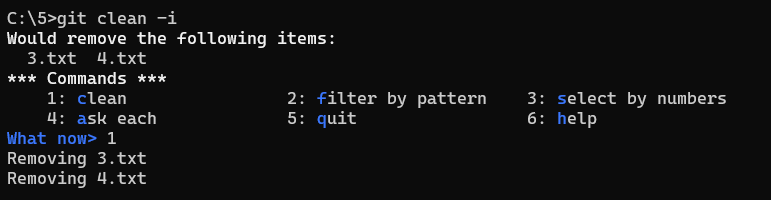 C:\5>git clean -i
Would remove the following items:
  3.txt  4.txt
*** Commands ***
    1: clean                2: filter by pattern    3: select by numbers
    4: ask each             5: quit                 6: help
What now> 1
Removing 3.txt
Removing 4.txt